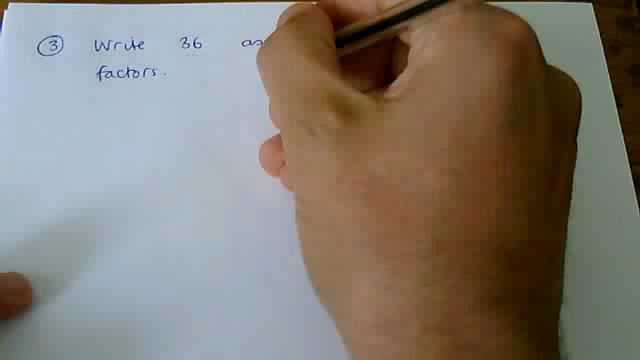 ③ Write 36 as
factors.